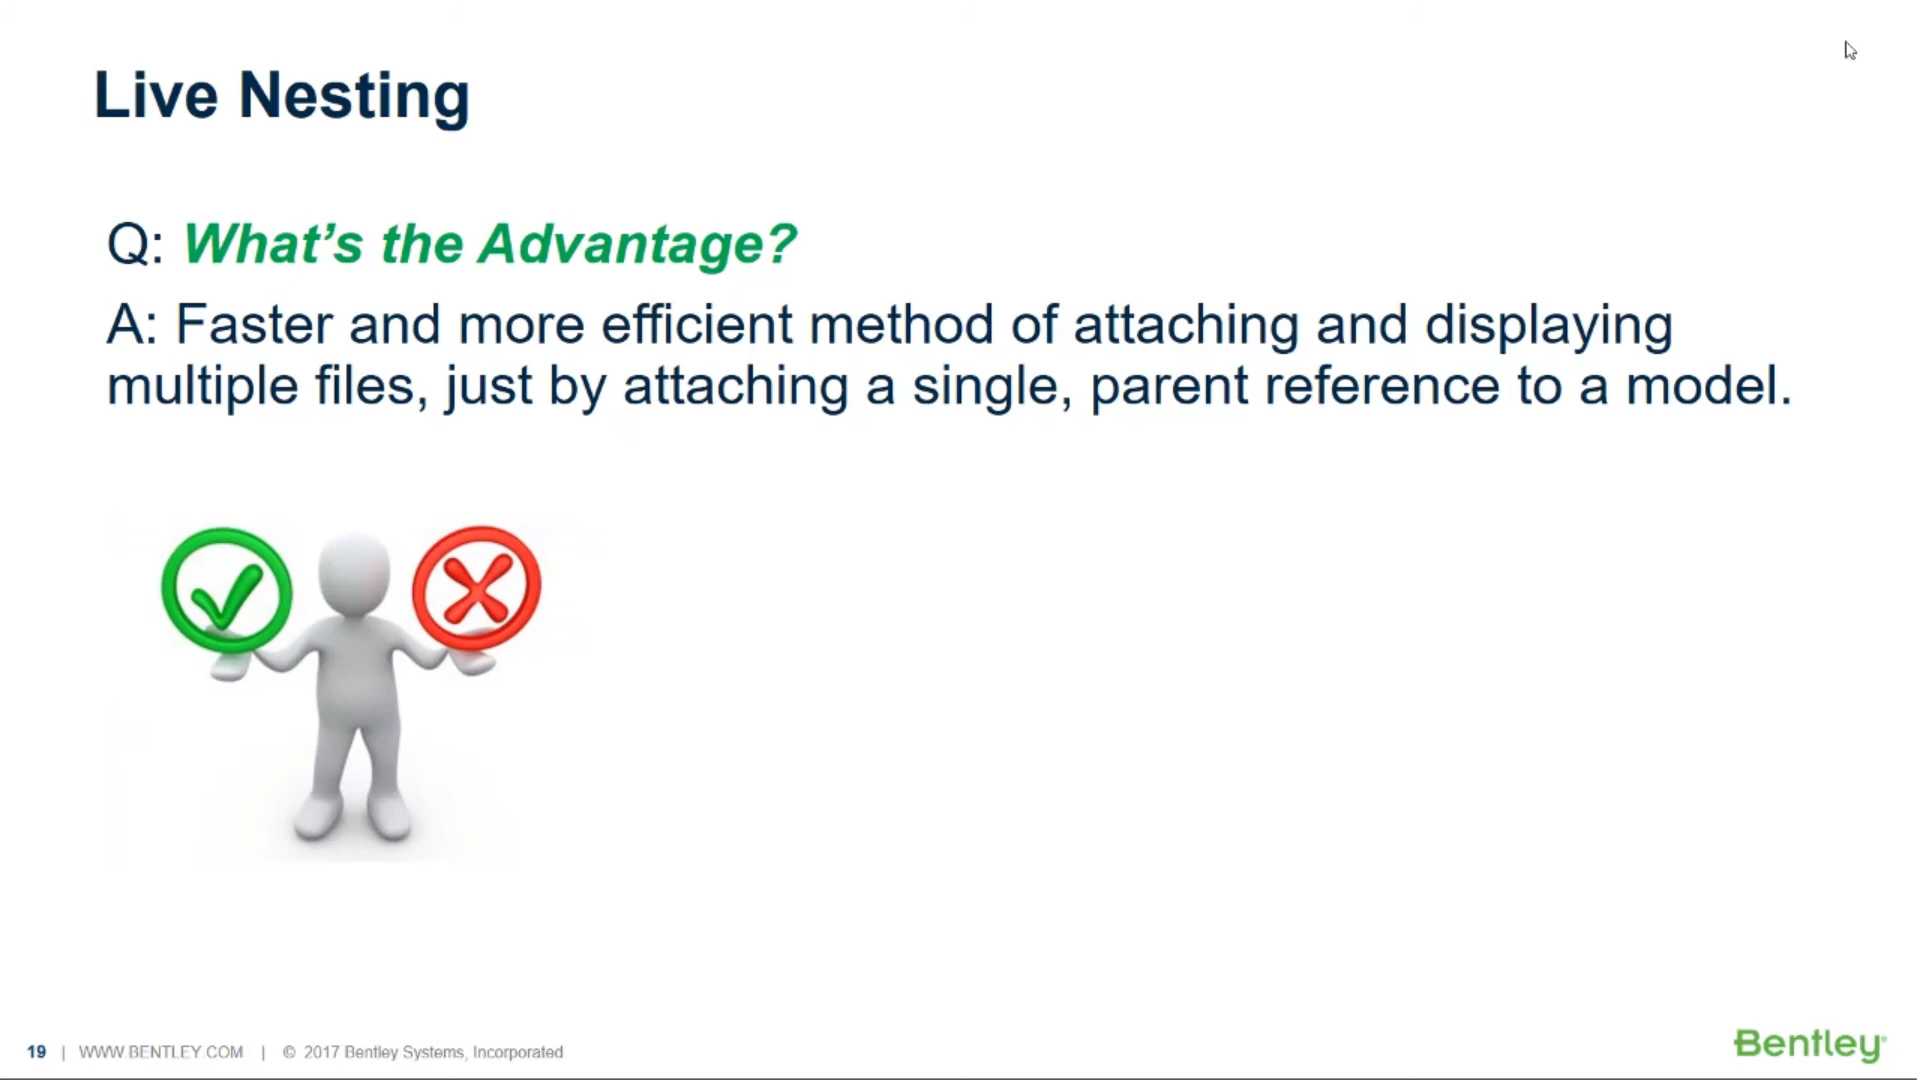 Live Nesting
Q: What's the Advantage?
A: Faster and more efficient method of attaching and displaying
multiple files, just by attaching a single, parent reference to a model.
19 | WWW.BENTLEY.COM | © 2017 Bentley Systems, Incorporated
Bentley®